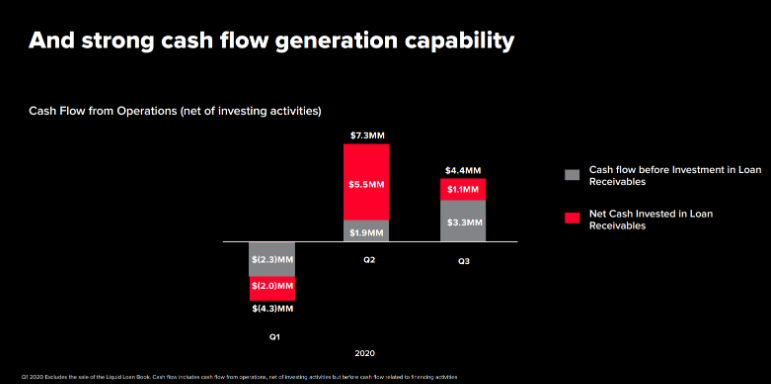 And strong cash flow generation capability
Cash Flow from Operations (net of investing activities)
$7.3MM
$5.5MM
$1.9MM
Q2
$4.4MM
$1.1MM
$3.3MM
Q3
$(2.3)MM
$(2.0)MM
$(4.3)MM
Q1
2020
Cash flow before Investment in Loan
Receivables
Net Cash Invested in Loan
Receivables
Q1 2020 Excludes the sale of the Liquid Loan Book. Cash flow includes cash flow from operations, net of investing activities but before cash flow related to financing activities